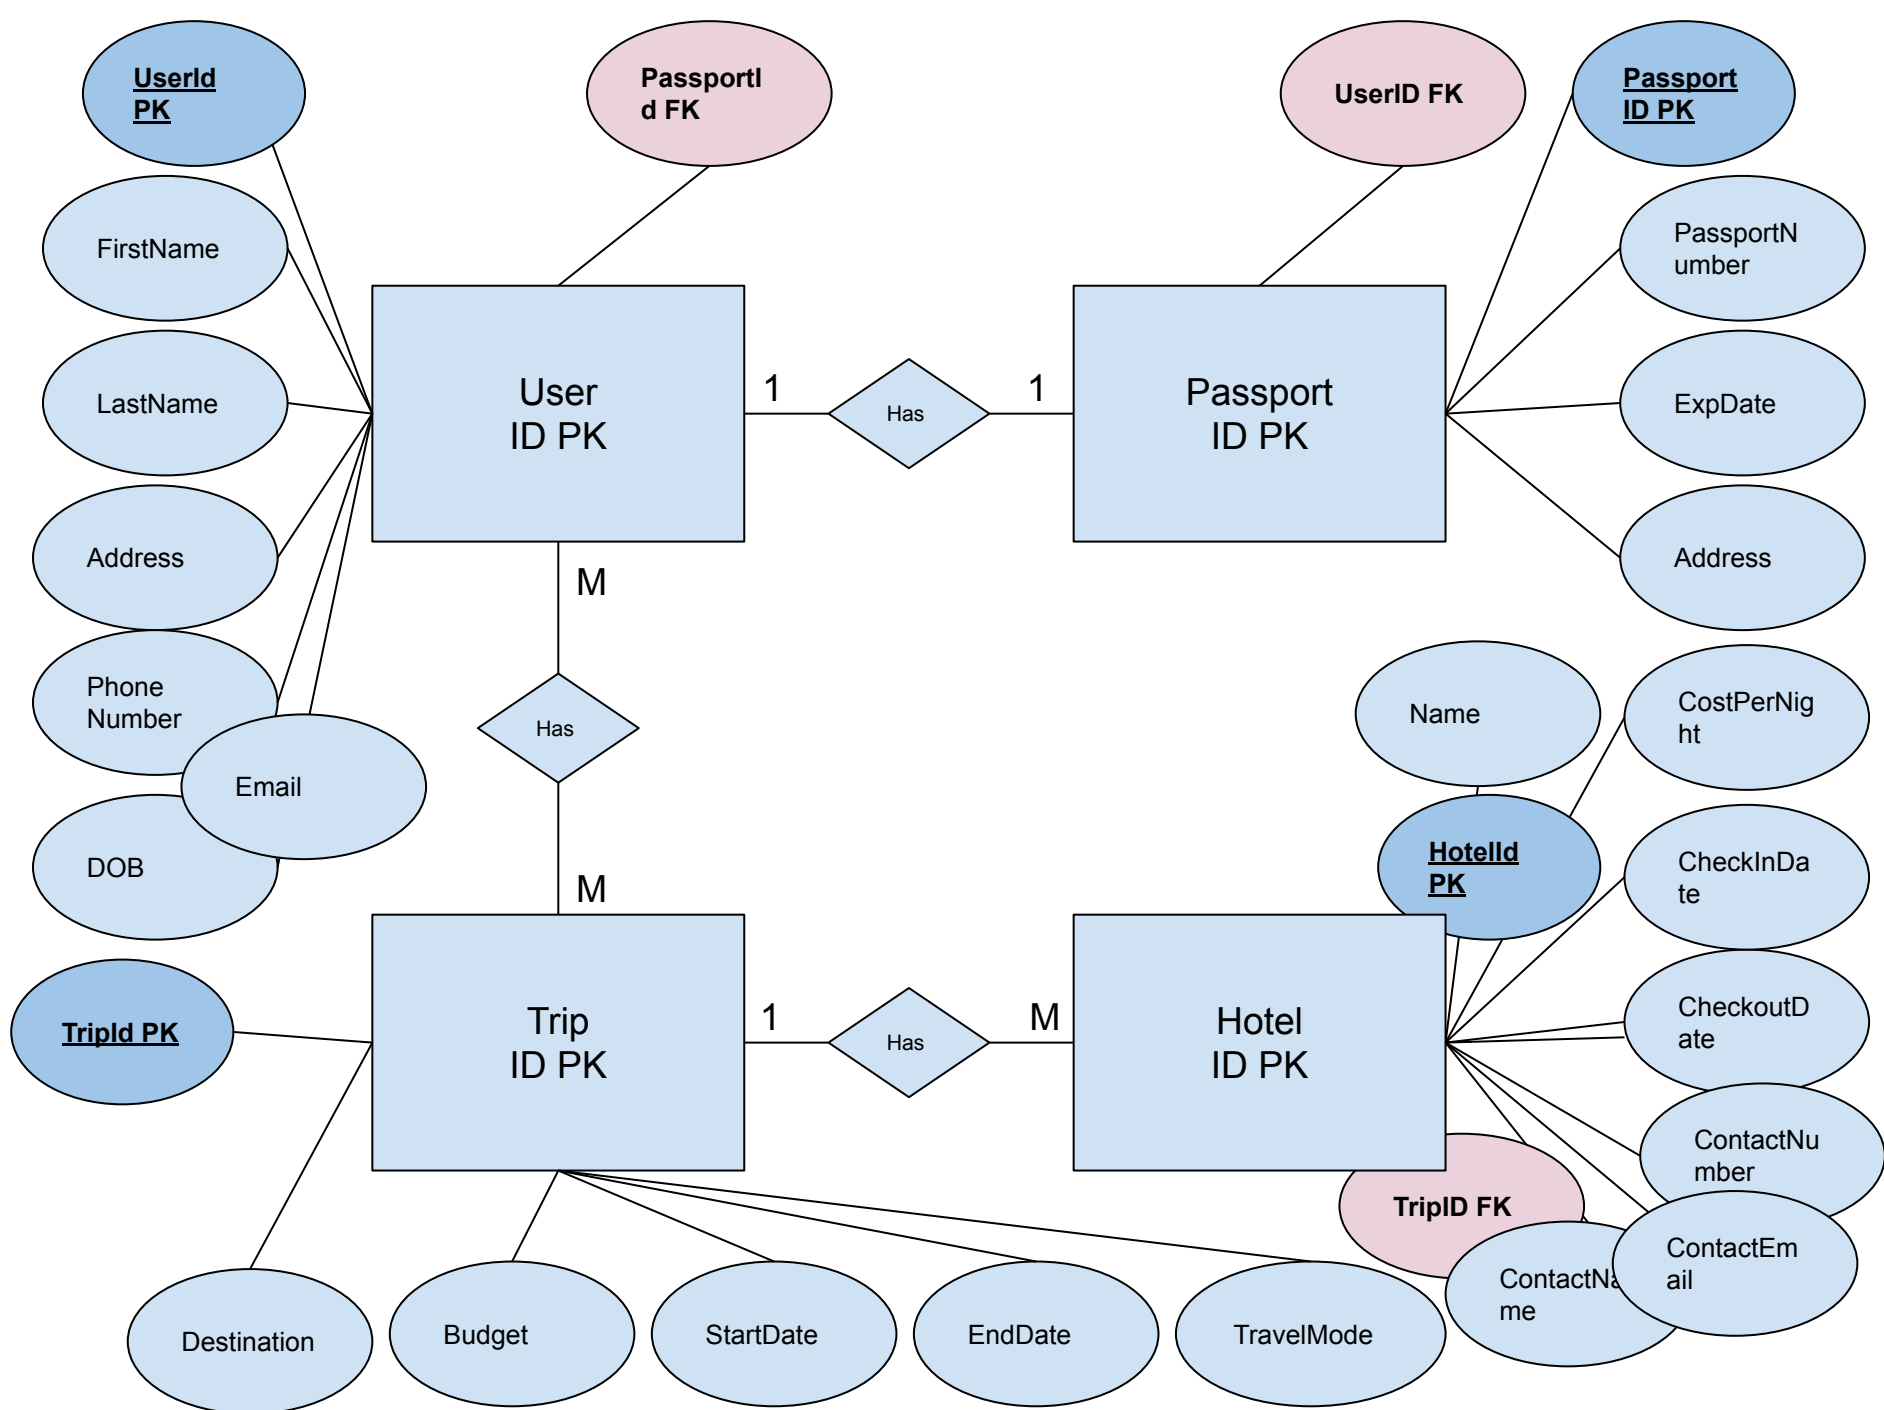 UserId
PK
PassportI
d FK
UserID FK
Passport
ID PK
FirstName
PassportN
umber
LastName
User
ID PK
1
Has
1
Passport
ID PK
ExpDate
Address
M
Address
Phone
Number
Has
Name
CostPerNig
ht
Email
DOB
M
HotelId
PK
CheckInDa
te
TripId PK
Trip
ID PK
1
Has
M
Hotel
ID PK
CheckoutD
ate
ContactNu
mber
TripID FK
ContactEm
ail
ContactNa
me
Destination
Budget
StartDate
EndDate
TravelMode